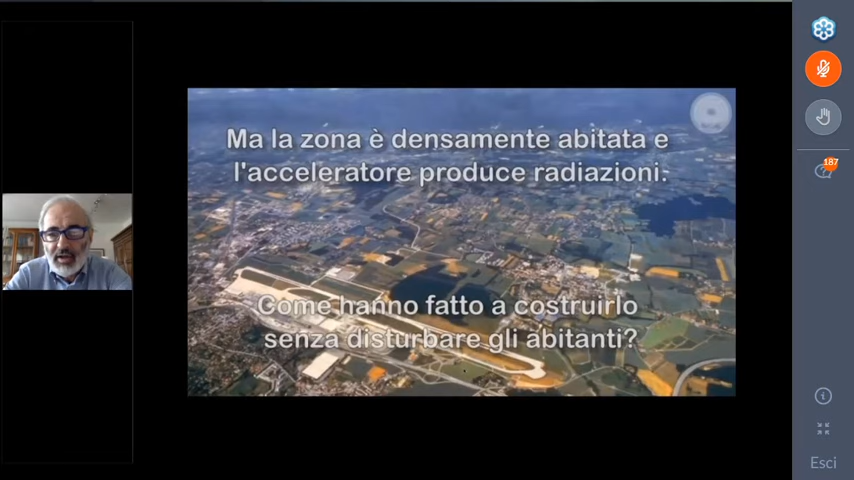 Ma la zona è densamente abitata e
l'acceleratore produce radiazioni.
Come hanno fatto a costruirlo
senza disturbare gli abitanti?
187
Esci